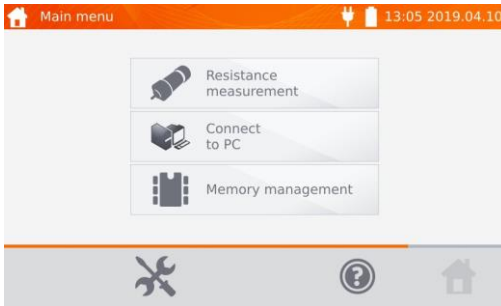 Main menu
13:05 2019.04.10
Resistance
measurement
Connect
to PC
Memory management
?